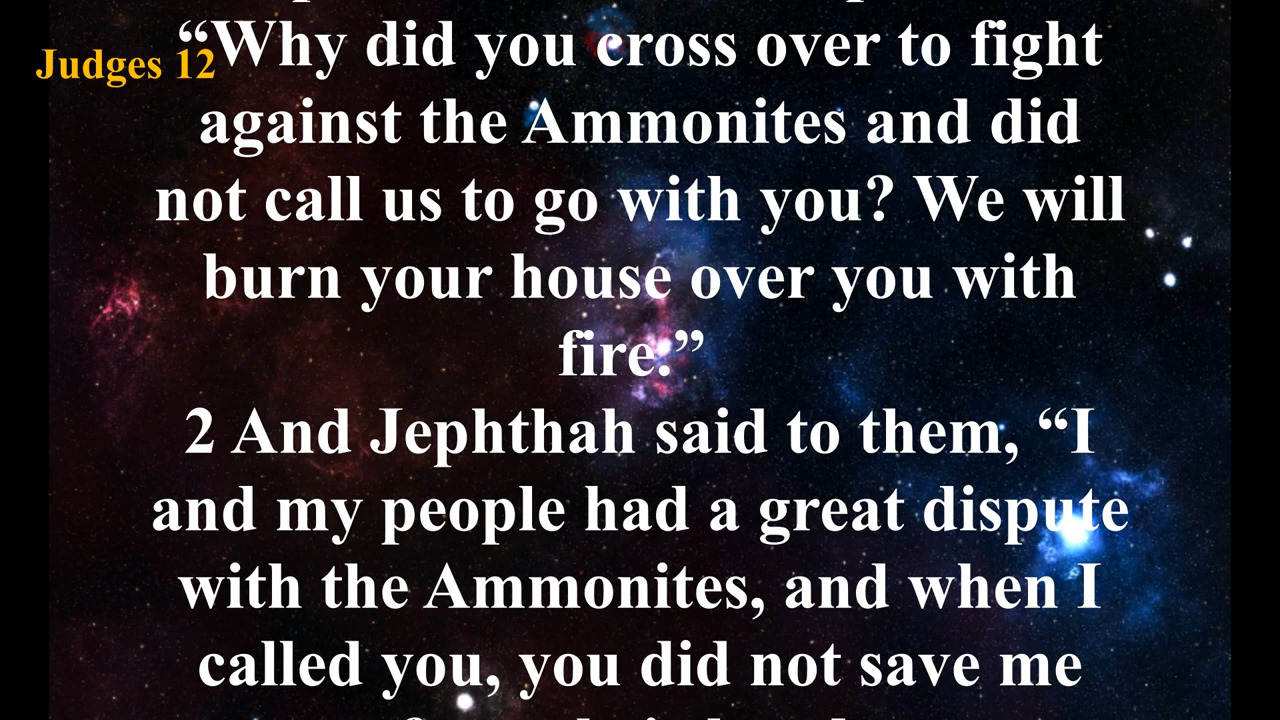 Judges 12
“Why did you cross over to fight
against the Ammonites and did
not call us to go with you? We will
burn your house over you with
fire.”
2 And Jephthah said to them, “I
and my people had a great dispute
with the Ammonites, and when I
called you, you did not save me